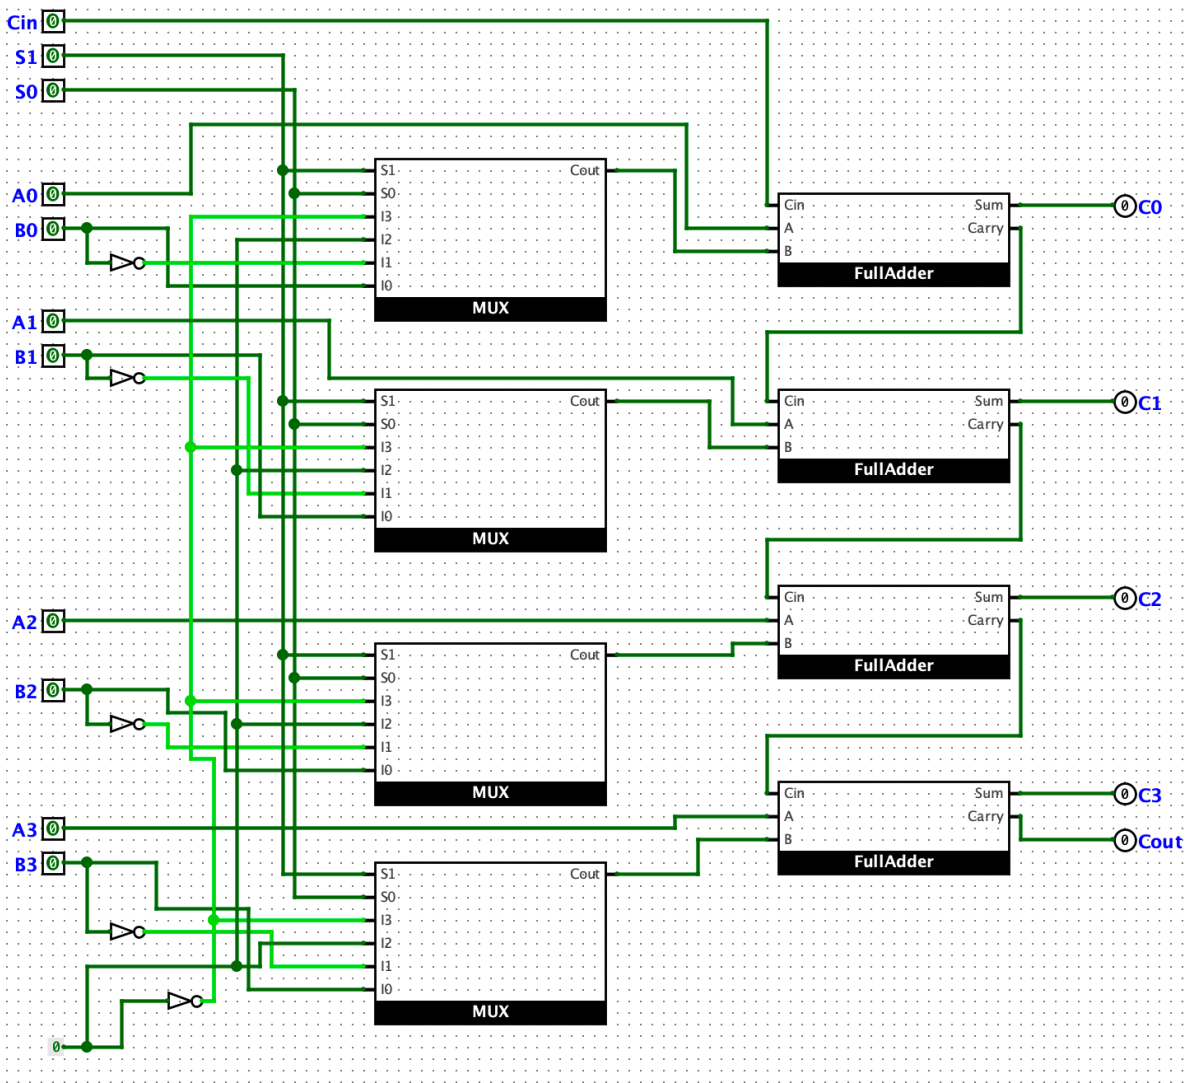 Cin 0
S1 0
S0 0
A0 0
B0 0
S1 Cout
S0
I3
I2
I1
I0
MUX
Cin Sum
A Carry
B
FullAdder
0 C0
A1 0
B1 0
S1 Cout
S0
I3
I2
I1
I0
MUX
Cin Sum
A Carry
B
FullAdder
0 C1
A2 0
B2 0
S1 Cout
S0
I3
I2
I1
I0
MUX
Cin Sum
A Carry
B
FullAdder
0 C2
A3 0
B3 0
S1 Cout
S0
I3
I2
I1
I0
MUX
Cin Sum
A Carry
B
FullAdder
0 C3
0 Cout
0